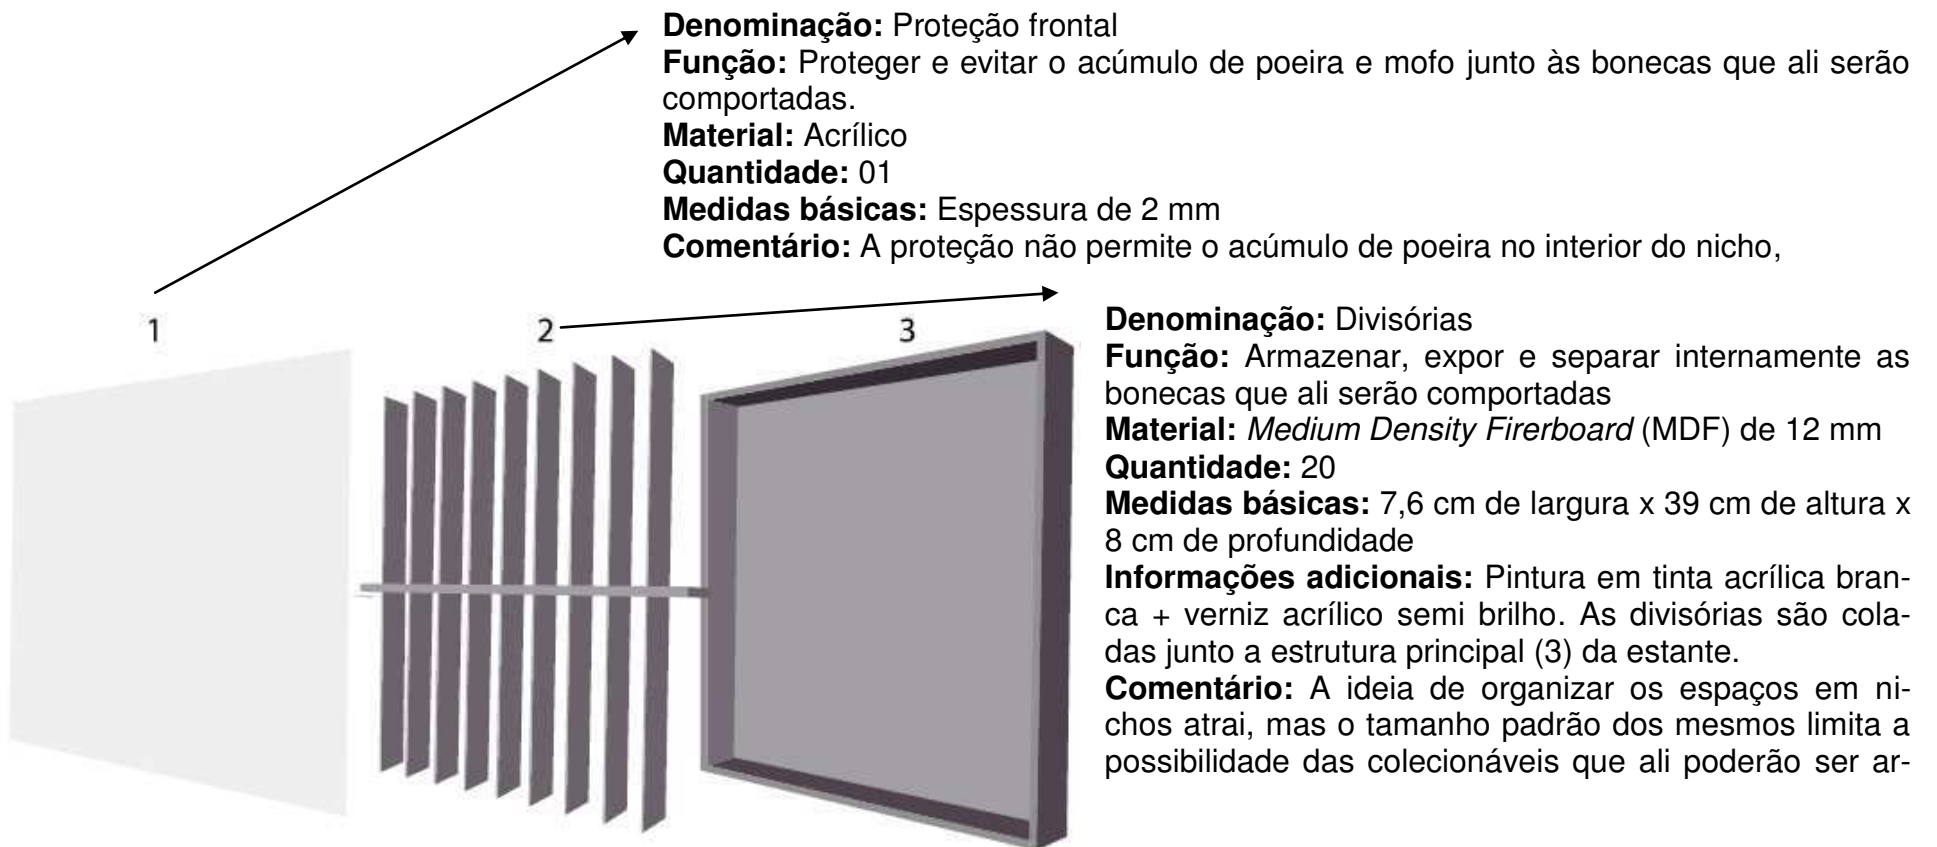 Denominação: Proteção frontal
Função: Proteger e evitar o acúmulo de poeira e mofo junto às bonecas que ali serão
comportadas.
Material: Acrílico
Quantidade: 01
Medidas básicas: Espessura de 2 mm
Comentário: A proteção não permite o acúmulo de poeira no interior do nicho,
1
2
3
Denominação: Divisórias
Função: Armazenar, expor e separar internamente as
bonecas que ali serão comportadas
Material: Medium Density Firerboard (MDF) de 12 mm
Quantidade: 20
Medidas básicas: 7,6 cm de largura x 39 cm de altura x
8 cm de profundidade
Informações adicionais: Pintura em tinta acrílica bran-
ca + verniz acrílico semi brilho. As divisórias são cola-
das junto a estrutura principal (3) da estante.
Comentário: A ideia de organizar os espaços em ni-
chos atrai, mas o tamanho padrão dos mesmos limita a
possibilidade das colecionáveis que ali poderão ser ar-